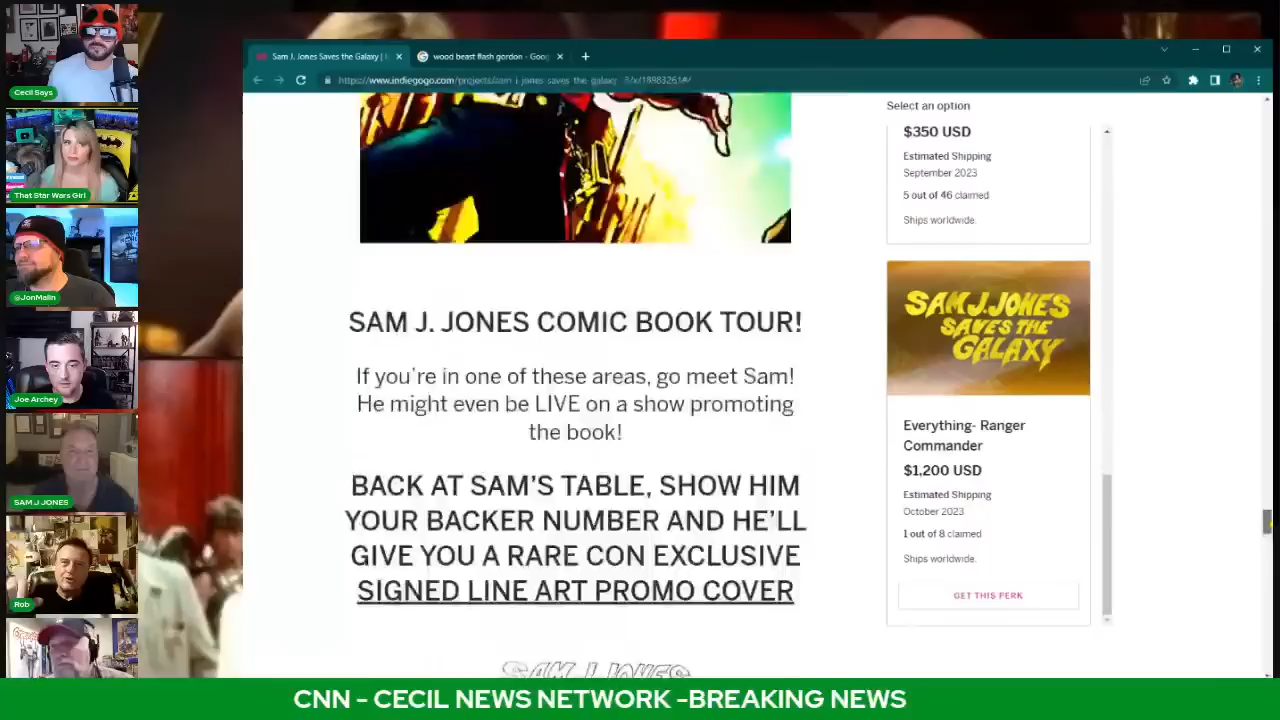 Cecil Says
That Star Wars Girl
@JonMalin
Joe Archey
SAM J JONES
Rob
Sam J. Jones Saves the Galaxy |
wood beast flash gordon - Goog
Select an option
$350 USD
Estimated Shipping
September 2023
5 out of 46 claimed
Ships worldwide.
SAM J. JONES
SAVES THE
GALAXY
Everything- Ranger
Commander
$1,200 USD
Estimated Shipping
October 2023
1 out of 8 claimed
Ships worldwide.
GET THIS PERK
SAM J. JONES COMIC BOOK TOUR!
If you're in one of these areas, go meet Sam!
He might even be LIVE on a show promoting
the book!
BACK AT SAM'S TABLE, SHOW HIM
YOUR BACKER NUMBER AND HE'LL
GIVE YOU A RARE CON EXCLUSIVE
SIGNED LINE ART PROMO COVER
SAM J. JONES
CNN - CECIL NEWS NETWORK -BREAKING NEWS